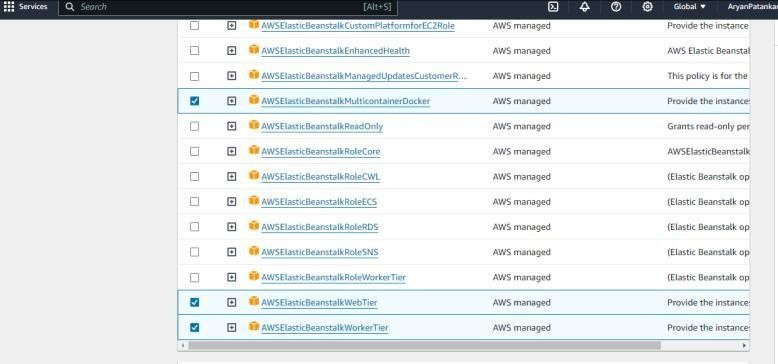 Services Search [Alt+S] Global ▼ AryanPatankar
AWSElasticBeanstalkCustomPlatformforEC2Role AWS managed Provide the instance
AWSElasticBeanstalkEnhancedHealth AWS managed AWS Elastic Beanstal
AWSElasticBeanstalkManagedUpdatesCustomerR... AWS managed This policy is for the
AWSElasticBeanstalkMulticontainerDocker AWS managed Provide the instances
AWSElasticBeanstalkReadOnly AWS managed Grants read-only per
AWSElasticBeanstalkRoleCore AWS managed AWSElasticBeanstalk
AWSElasticBeanstalkRoleCWL AWS managed (Elastic Beanstalk op
AWSElasticBeanstalkRoleECS AWS managed (Elastic Beanstalk op
AWSElasticBeanstalkRoleRDS AWS managed (Elastic Beanstalk op
AWSElasticBeanstalkRoleSNS AWS managed (Elastic Beanstalk op
AWSElasticBeanstalkRoleWorkerTier AWS managed (Elastic Beanstalk op
AWSElasticBeanstalkWebTier AWS managed Provide the instances
AWSElasticBeanstalkWorkerTier AWS managed Provide the instances